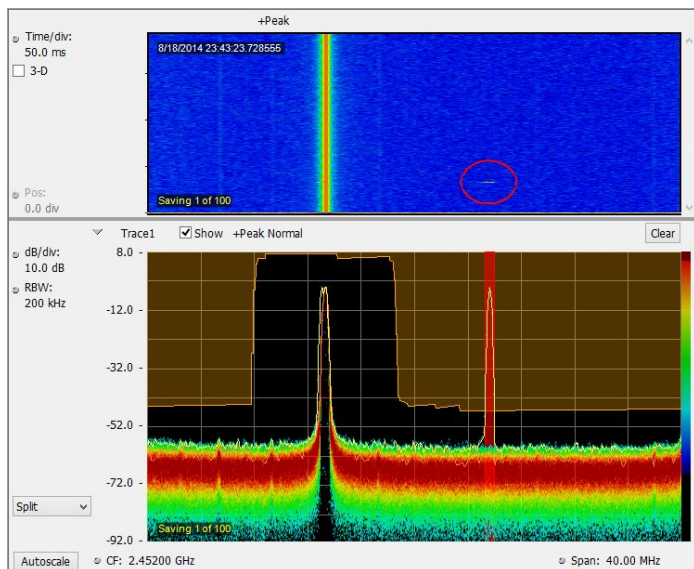 +Peak
Time/div:
50.0 ms
3-D
8/18/2014 23:43:23.728555
Pos:
0.0 div
Saving 1 of 100
Trace1 Show +Peak Normal Clear
dB/div:
10.0 dB
RBW:
200 kHz
8.0
-12.0
-32.0
-52.0
-72.0
-92.0
Split
Saving 1 of 100
Autoscale CF: 2.45200 GHz Span: 40.00 MHz